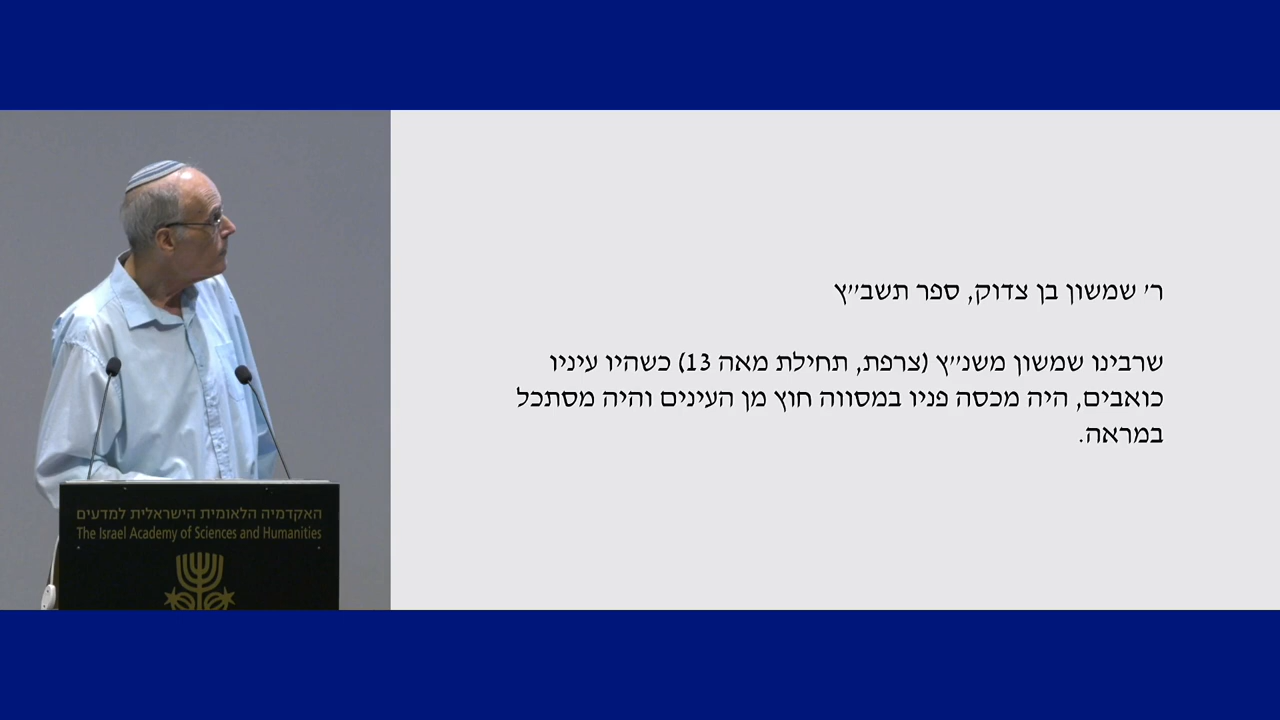 ר׳ שמשון בן צדוק, ספר תשב״ץ
שרבינו שמשון משנ״ץ (צרפת, תחילת מאה 13) כשהיו עיניו
כואבים, היה מכסה פניו במסווה חוץ מן העינים והיה מסתכל
במראה.
האקדמיה הלאומית הישראלית למדעים
The Israel Academy of Sciences and Humanities